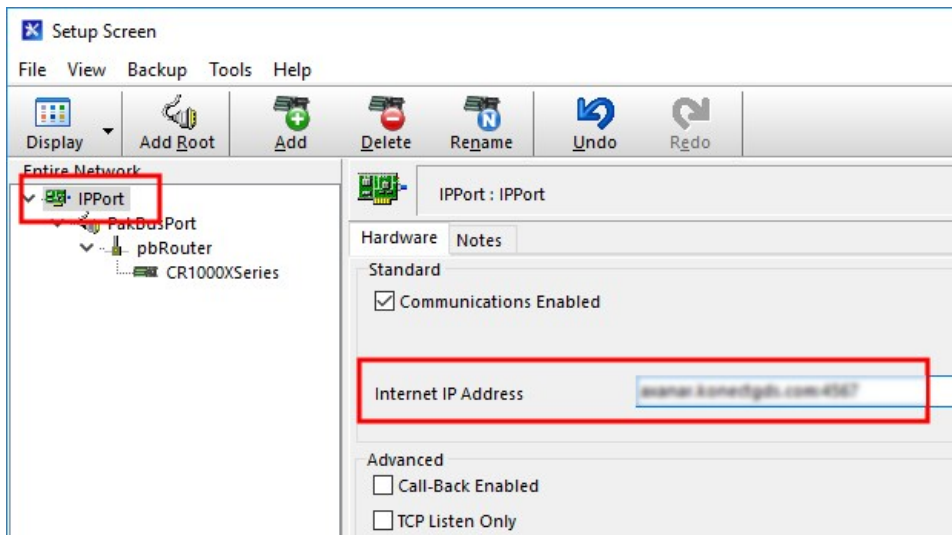 Setup Screen
File View Backup Tools Help
Display Add Root Add Delete Rename Undo Redo
Entire Network
IPPort
PakBusPort
pbRouter
CR1000XSeries
IPPort : IPPort
Hardware Notes
Standard
Communications Enabled
Internet IP Address
Advanced
Call-Back Enabled
TCP Listen Only